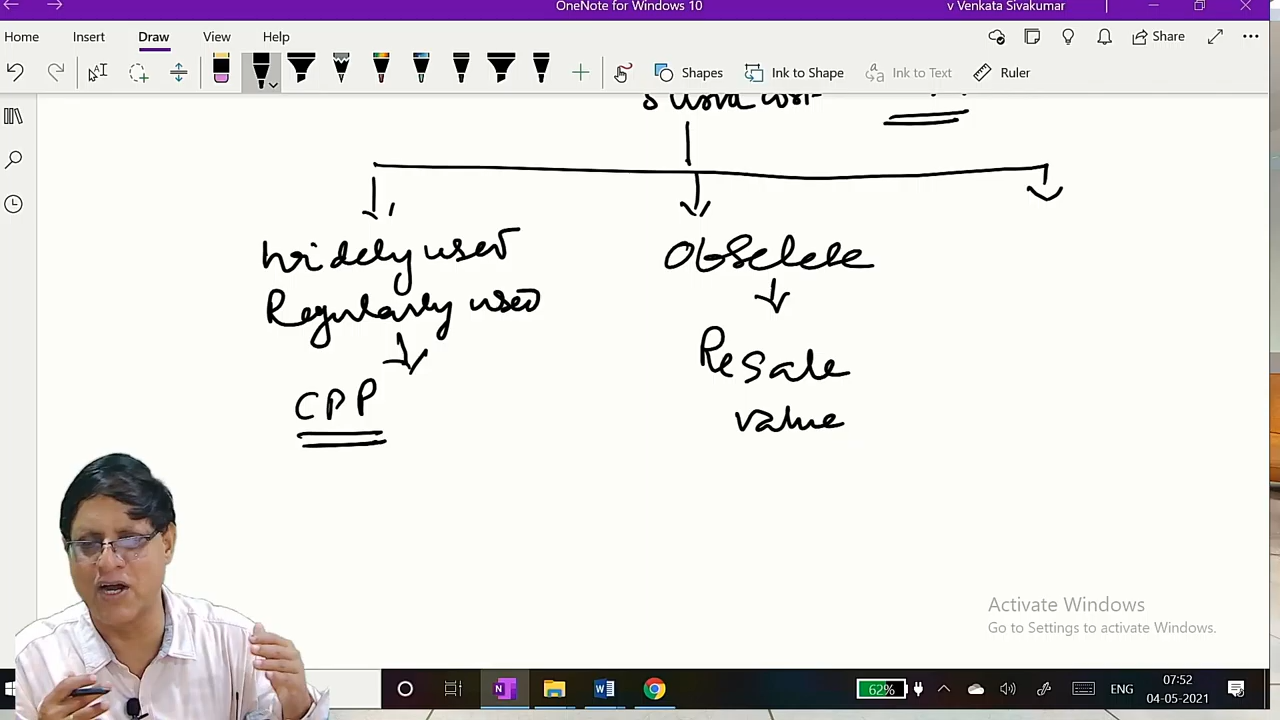 OneNote for Windows 10
v Venkata Sivakumar
Home Insert Draw View Help
Share
Shapes Ink to Shape Ink to Text Ruler
Widely used
Regularly used
CPP
Obselete
Resale
value
Activate Windows
Go to Settings to activate Windows.
62%
ENG
07:52
04-05-2021